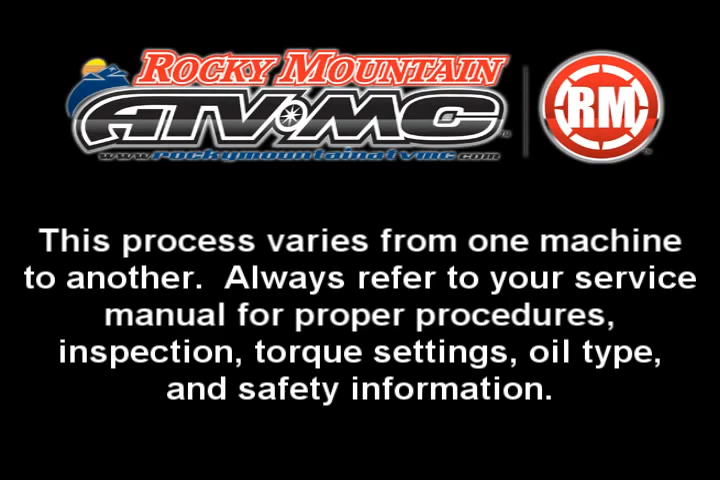 ROCKY MOUNTAIN
ATV•MC
www.rockymountainatvmc.com
RM
This process varies from one machine
to another.  Always refer to your service
manual for proper procedures,
inspection, torque settings, oil type,
and safety information.